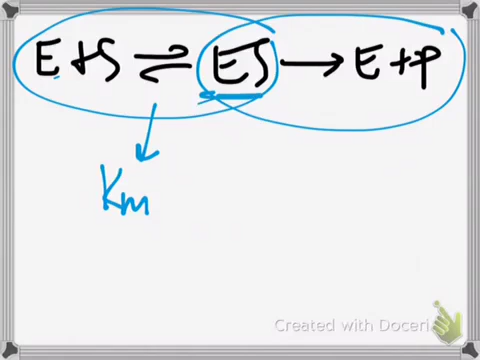 E+S ⇌ ES → E+P
Km
Created with Doceri